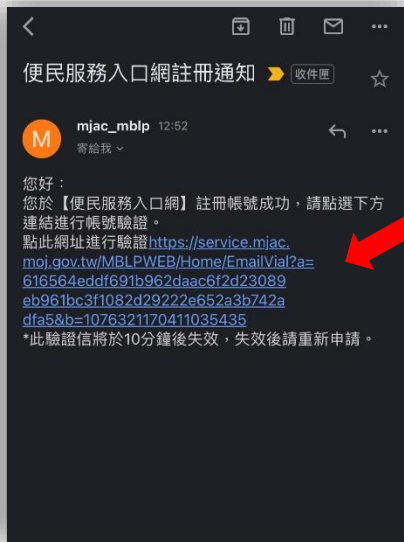 便民服務入口網註冊通知 收件匣
M
mjac_mblp 12:52
寄給我
您好：
您於【便民服務入口網】註冊帳號成功，請點選下方
連結進行帳號驗證。
點此網址進行驗證https://service.mjac.
moj.gov.tw/MBLPWEB/Home/EmailVial?a=
616564eddf691b962daac6f2d23089
eb961bc3f1082d29222e652a3b742a
dfa5&b=1076321170411035435
*此驗證信將於10分鐘後失效，失效後請重新申請。